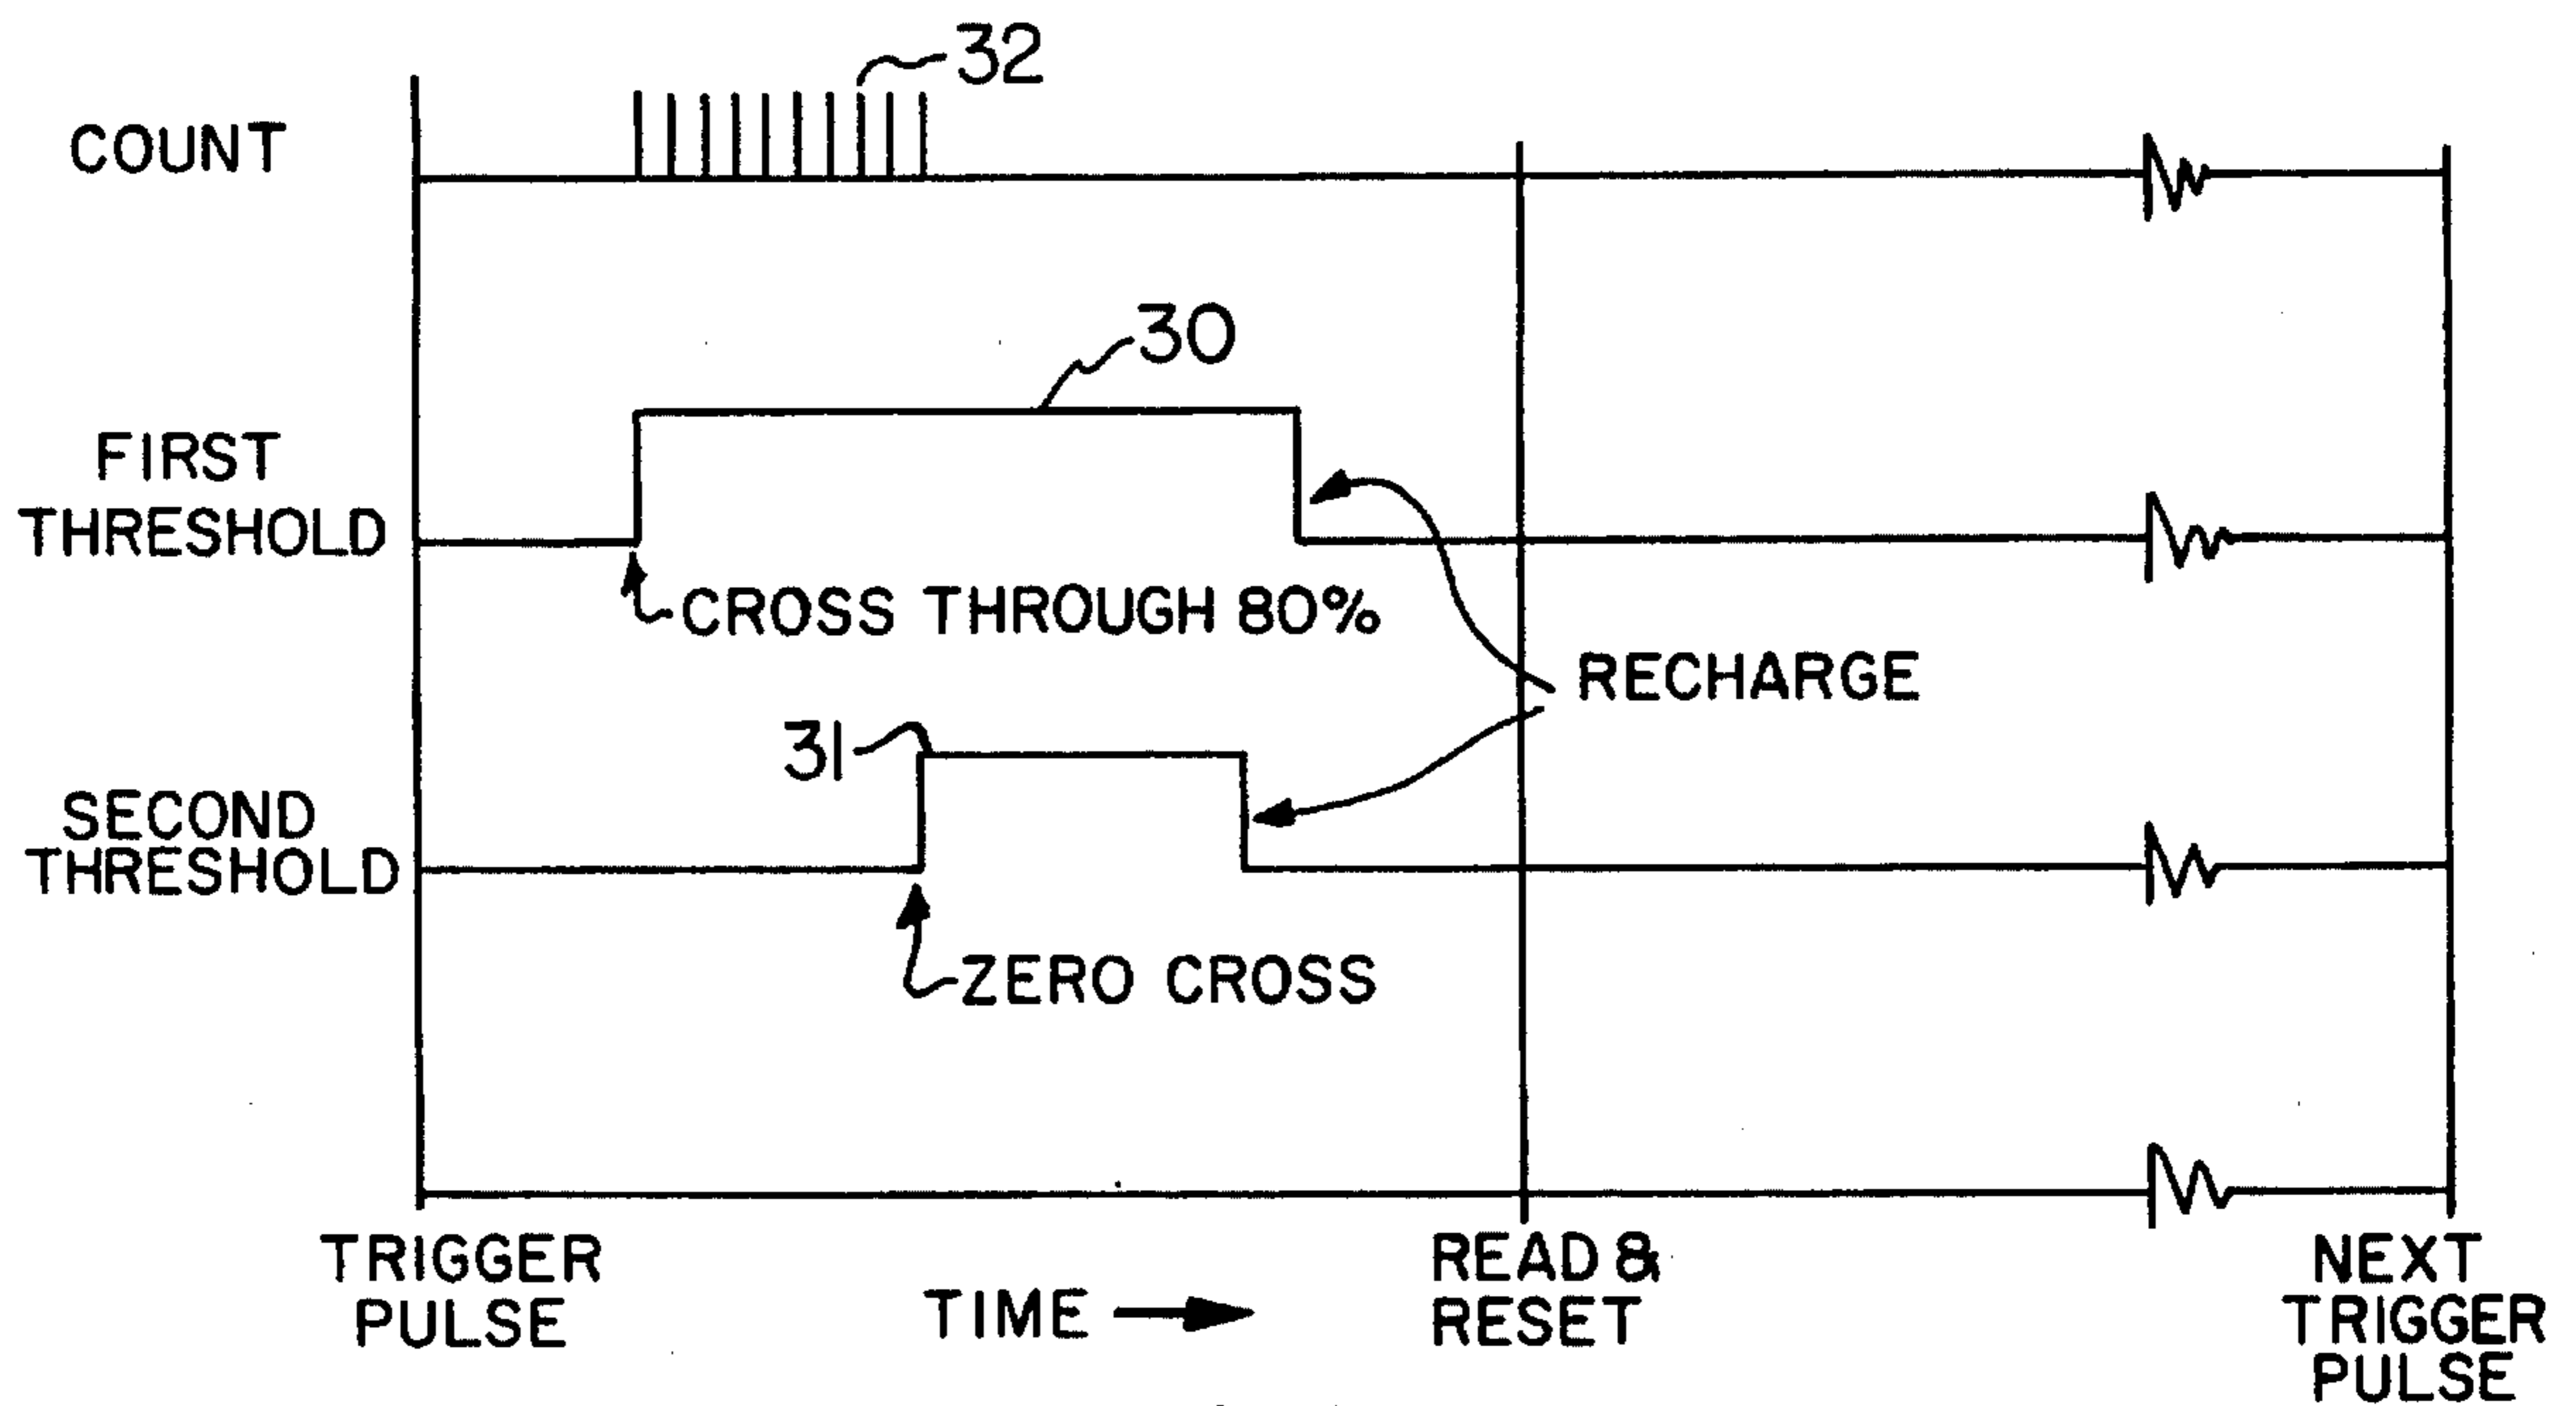 32
COUNT
30
FIRST
THRESHOLD
CROSS THROUGH 80%
RECHARGE
31
SECOND
THRESHOLD
ZERO CROSS
TRIGGER
PULSE
TIME
READ &
RESET
NEXT
TRIGGER
PULSE